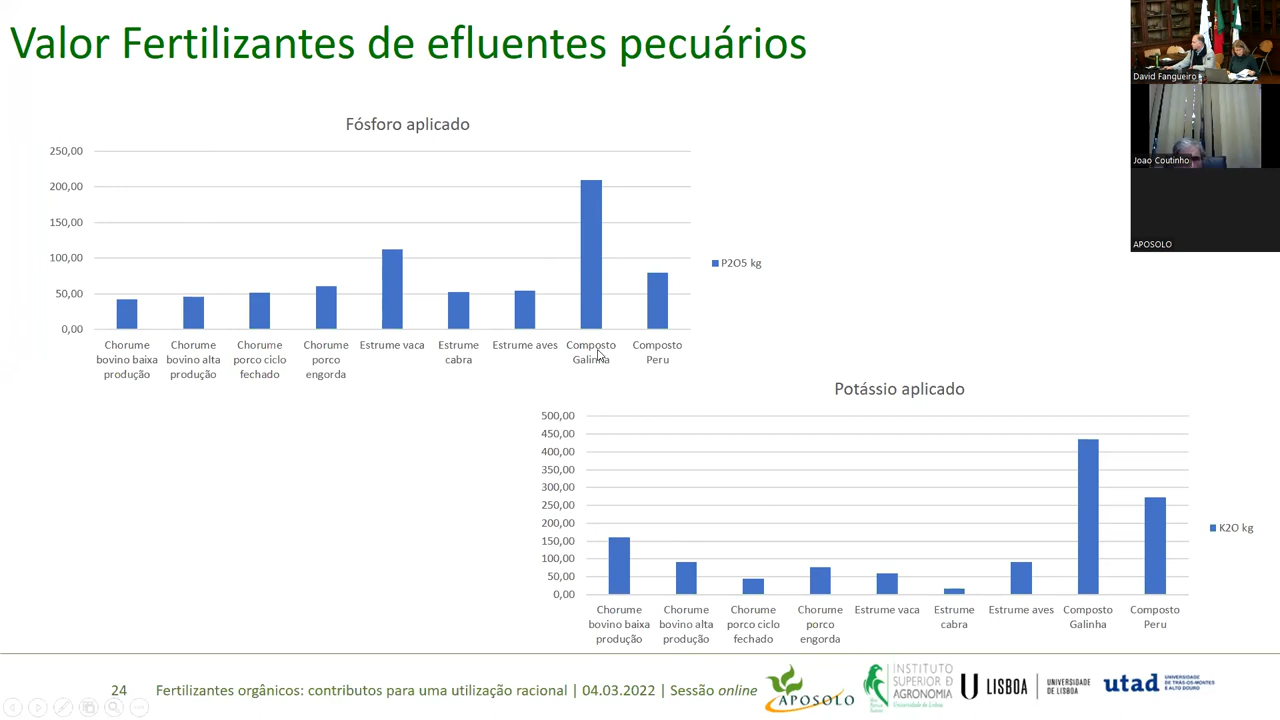 Valor Fertilizantes de efluentes pecuários
David Fangueiro
Joao Coutinho
APOSOLO
Fósforo aplicado
250,00
200,00
150,00
100,00
50,00
0,00
P2O5 kg
Chorume bovino baixa produção
Chorume bovino alta produção
Chorume porco ciclo fechado
Chorume porco engorda
Estrume vaca
Estrume cabra
Estrume aves
Composto Galinha
Composto Peru
Potássio aplicado
500,00
450,00
400,00
350,00
300,00
250,00
200,00
150,00
100,00
50,00
0,00
K2O kg
Chorume bovino baixa produção
Chorume bovino alta produção
Chorume porco ciclo fechado
Chorume porco engorda
Estrume vaca
Estrume cabra
Estrume aves
Composto Galinha
Composto Peru
24
Fertilizantes orgânicos: contributos para uma utilização racional | 04.03.2022 | Sessão online
APOSOLO
INSTITUTO
SUPERIOR D
AGRONOMIA
Universidade de Lisboa
LISBOA
UNIVERSIDADE
DE LISBOA
utad
UNIVERSIDADE
DE TRÁS-OS-MONTES
E ALTO DOURO